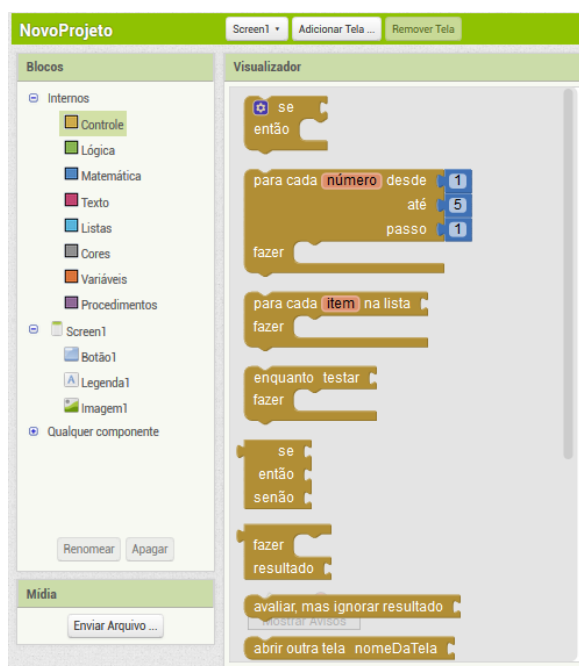 NovoProjeto
Screen1 Adicionar Tela ... Remover Tela
Blocos
Internos
Controle
Lógica
Matemática
Texto
Listas
Cores
Variáveis
Procedimentos
Screen1
Botão1
A Legenda1
Imagem1
Qualquer componente
Renomear Apagar
Mídia
Enviar Arquivo ...
Visualizador
se
então
para cada número desde 1
até 5
passo 1
fazer
para cada item na lista
fazer
enquanto testar
fazer
se
então
senão
fazer
resultado
avaliar, mas ignorar resultado
Mostrar Avisos
abrir outra tela nomeDaTela